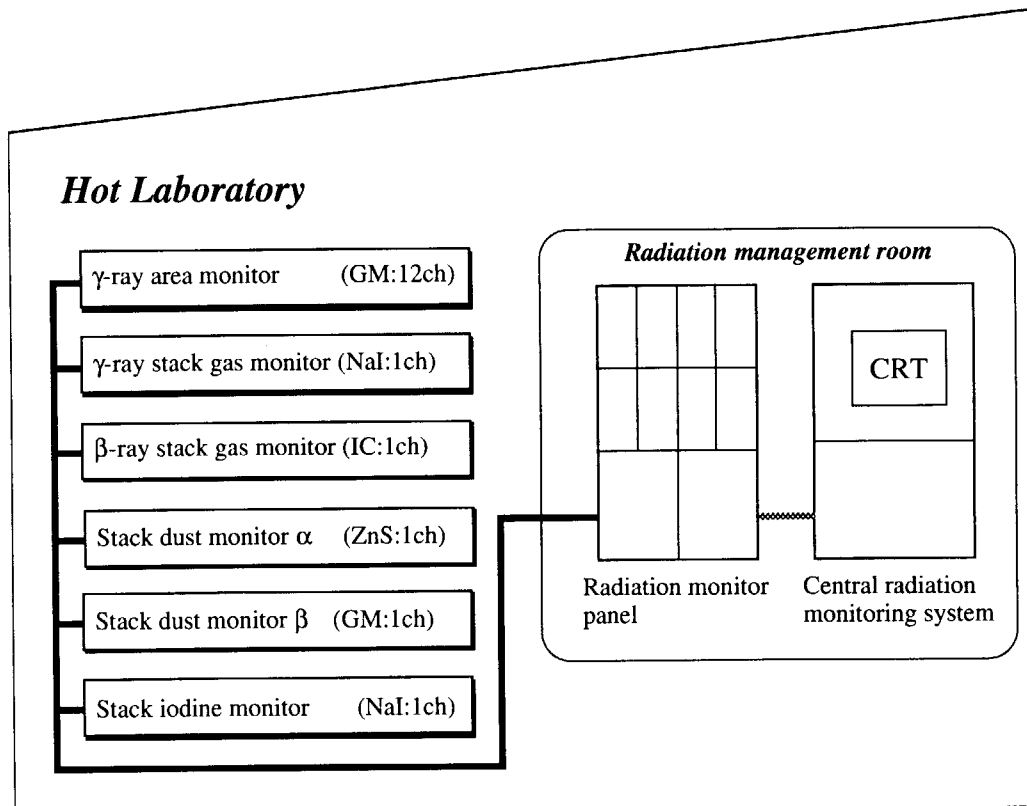 Hot Laboratory
γ-ray area monitor (GM:12ch)
γ-ray stack gas monitor (NaI:1ch)
β-ray stack gas monitor (IC:1ch)
Stack dust monitor α (ZnS:1ch)
Stack dust monitor β (GM:1ch)
Stack iodine monitor (NaI:1ch)
Radiation management room
CRT
Radiation monitor
panel
Central radiation
monitoring system